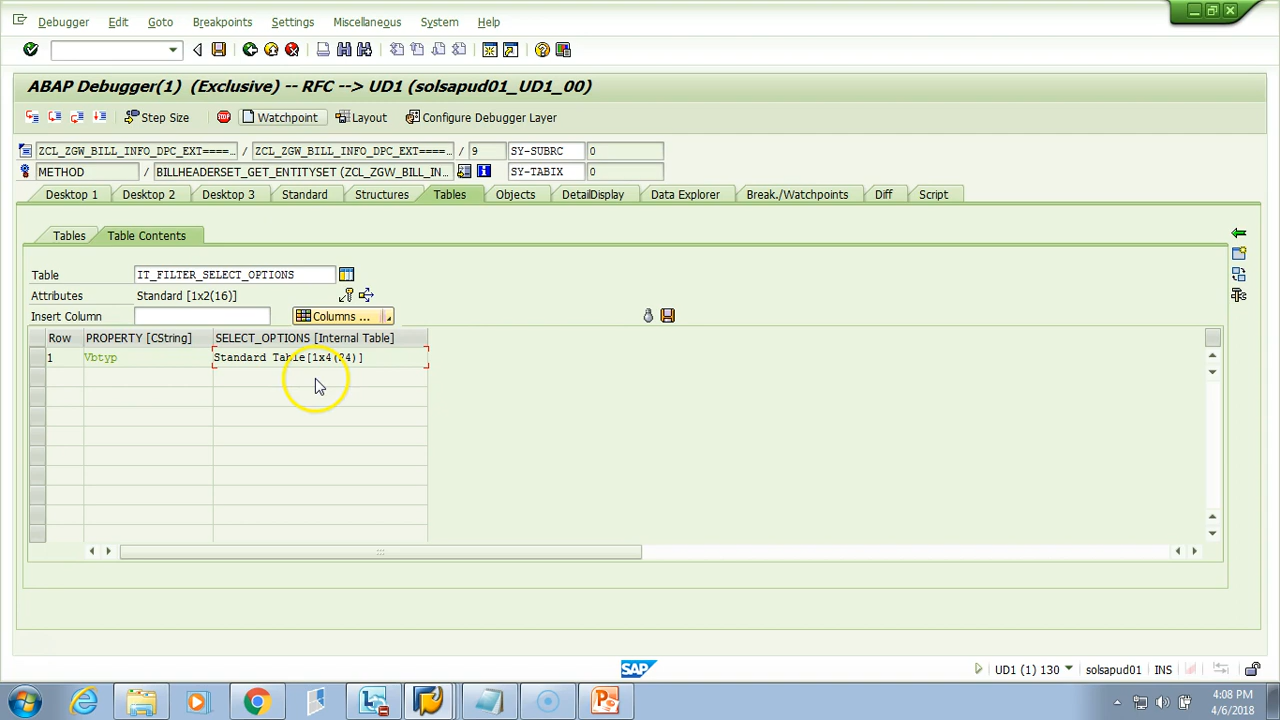 Debugger Edit Goto Breakpoints Settings Miscellaneous System Help
ABAP Debugger(1) (Exclusive) -- RFC --> UD1 (solsapud01_UD1_00)
Step Size Watchpoint Layout Configure Debugger Layer
ZCL_ZGW_BILL_INFO_DPC_EXT====... / ZCL_ZGW_BILL_INFO_DPC_EXT====... / 9 SY-SUBRC 0
METHOD / BILLHEADERSET_GET_ENTITYSET (ZCL_ZGW_BILL_IN... SY-TABIX 0
Desktop 1 Desktop 2 Desktop 3 Standard Structures Tables Objects DetailDisplay Data Explorer Break./Watchpoints Diff Script
Tables Table Contents
Table IT_FILTER_SELECT_OPTIONS
Attributes Standard [1x2(16)]
Insert Column Columns ...
Row PROPERTY [CString] SELECT_OPTIONS [Internal Table]
1 Vbtyp Standard Table[1x4(24)]
SAP UD1 (1) 130 solsapud01 INS
4:08 PM
4/6/2018